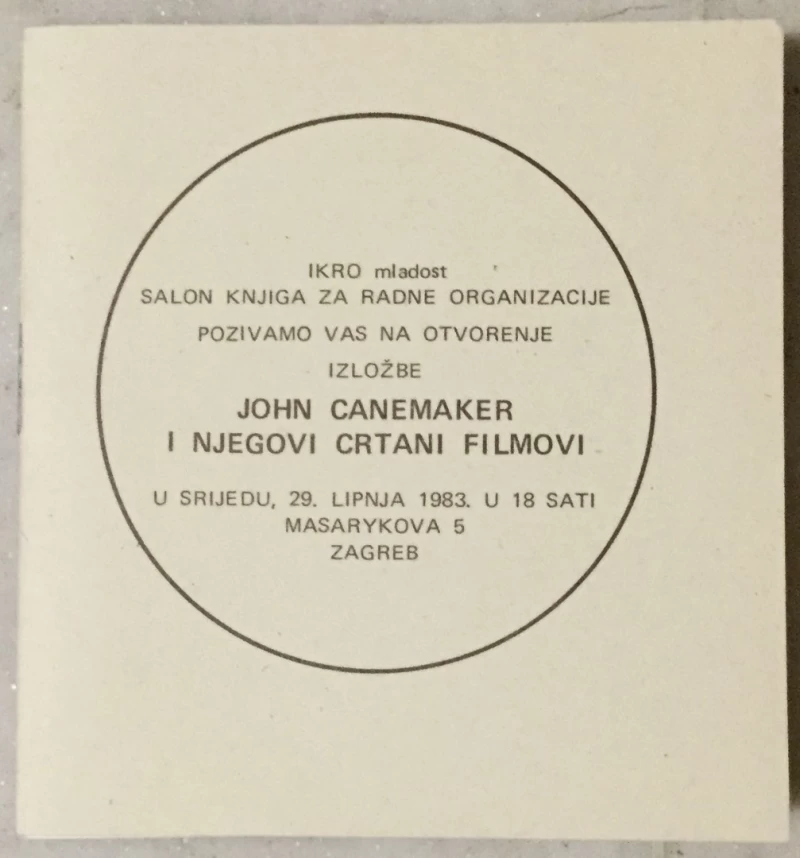 IKRO mladost
SALON KNJIGA ZA RADNE ORGANIZACIJE
POZIVAMO VAS NA OTVORENJE
IZLOŽBE
JOHN CANEMAKER
I NJEGOVI CRTANI FILMOVI
U SRIJEDU, 29. LIPNJA 1983. U 18 SATI
MASARYKOVA 5
ZAGREB